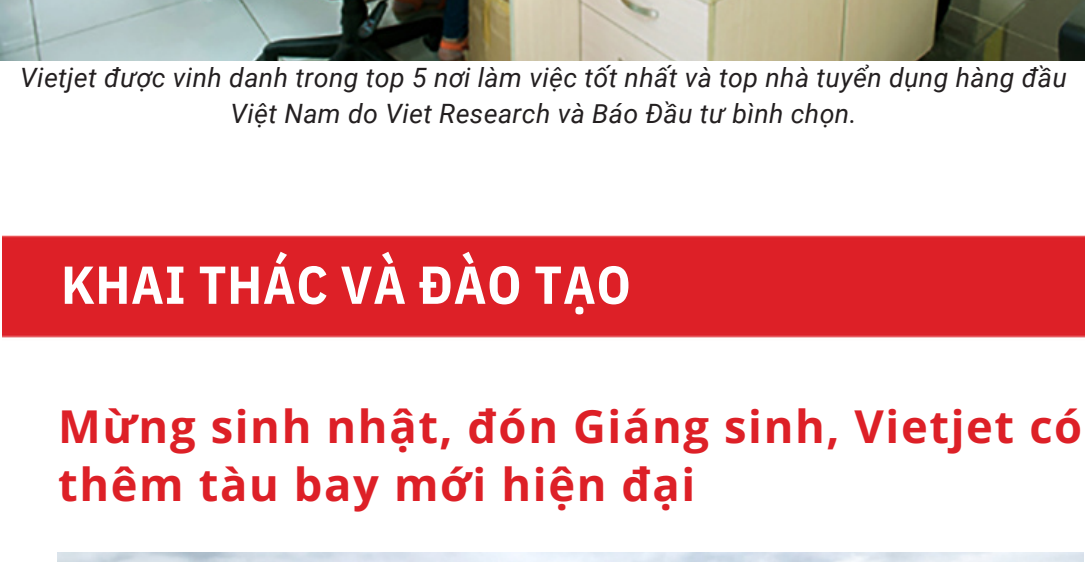 Vietjet được vinh danh trong top 5 nơi làm việc tốt nhất và top nhà tuyển dụng hàng đầu
Việt Nam do Viet Research và Báo Đầu tư bình chọn.
KHAI THÁC VÀ ĐÀO TẠO
Mừng sinh nhật, đón Giáng sinh, Vietjet có
thêm tàu bay mới hiện đại